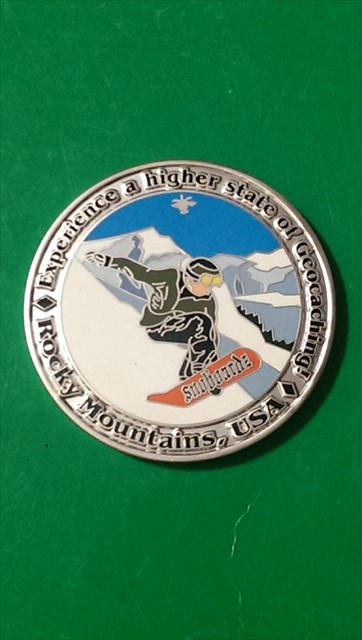 Experience a higher state of Geocaching!
Rocky Mountains, USA